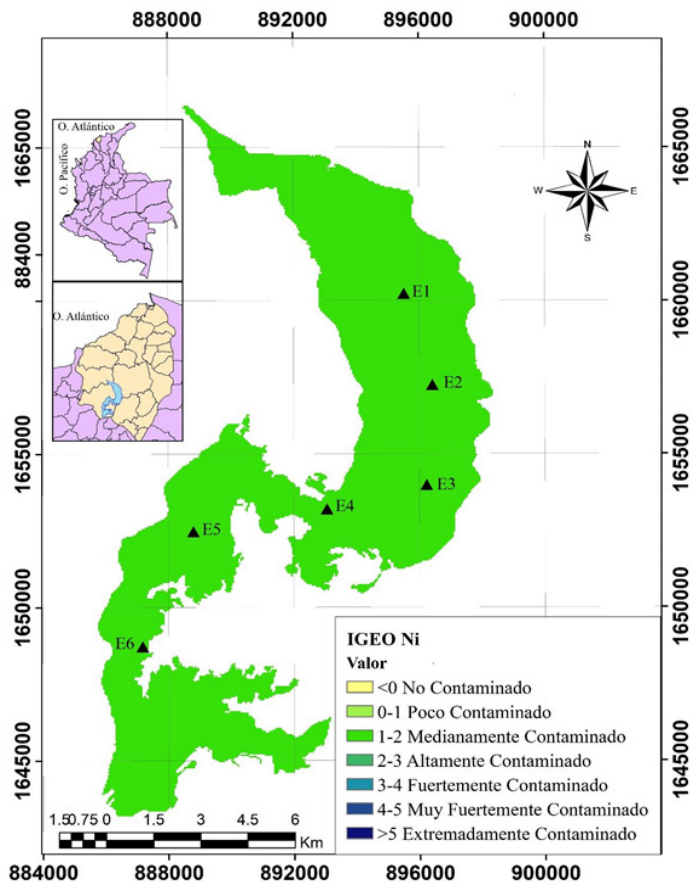 888000 892000 896000 900000
O. Atlántico
O. Pacífico
O. Atlántico
N
W E
S
1665000
884000
1655000
1650000
1645000
1665000
1660000
1655000
1650000
1645000
E1
E2
E3
E4
E5
E6
IGEO Ni
Valor
<0 No Contaminado
0-1 Poco Contaminado
1-2 Medianamente Contaminado
2-3 Altamente Contaminado
3-4 Fuertemente Contaminado
4-5 Muy Fuertemente Contaminado
>5 Extremadamente Contaminado
1.5 0.75 0 1.5 3 4.5 6
Km
884000 888000 892000 896000 900000